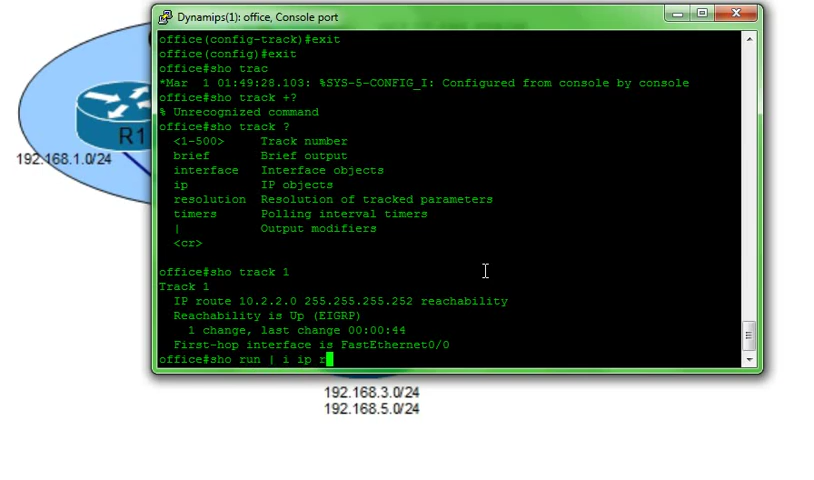 Dynamips(1): office, Console port
office(config-track)#exit
office(config)#exit
office#sho trac
*Mar  1 01:49:28.103: %SYS-5-CONFIG_I: Configured from console by console
office#sho track +?
% Unrecognized command
office#sho track ?
<1-500>     Track number
brief       Brief output
interface   Interface objects
ip          IP objects
resolution  Resolution of tracked parameters
timers      Polling interval timers
|           Output modifiers
<cr>
office#sho track 1
Track 1
IP route 10.2.2.0 255.255.255.252 reachability
Reachability is Up (EIGRP)
1 change, last change 00:00:44
First-hop interface is FastEthernet0/0
office#sho run | i ip r
R1
192.168.1.0/24
192.168.3.0/24
192.168.5.0/24